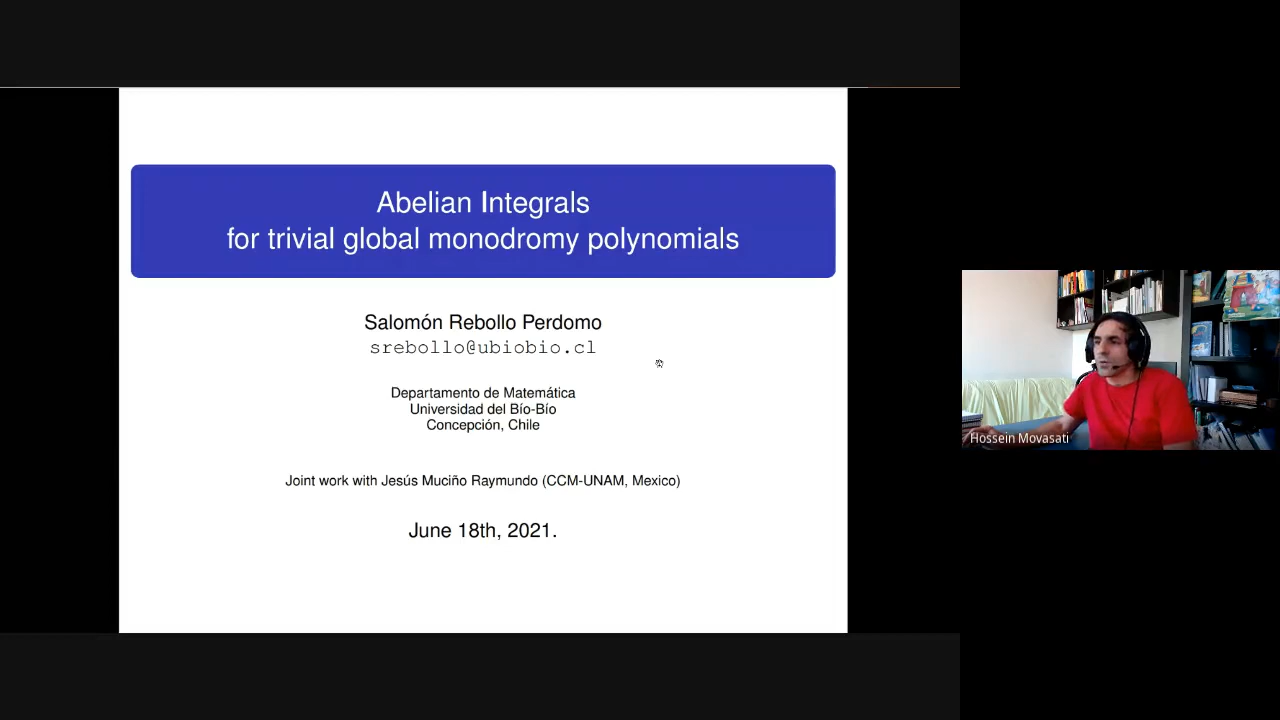 Abelian Integrals
for trivial global monodromy polynomials
Salomón Rebollo Perdomo
srebollo@ubiobio.cl
Departamento de Matemática
Universidad del Bío-Bío
Concepción, Chile
Joint work with Jesús Muciño Raymundo (CCM-UNAM, Mexico)
June 18th, 2021.
Hossein Movasati